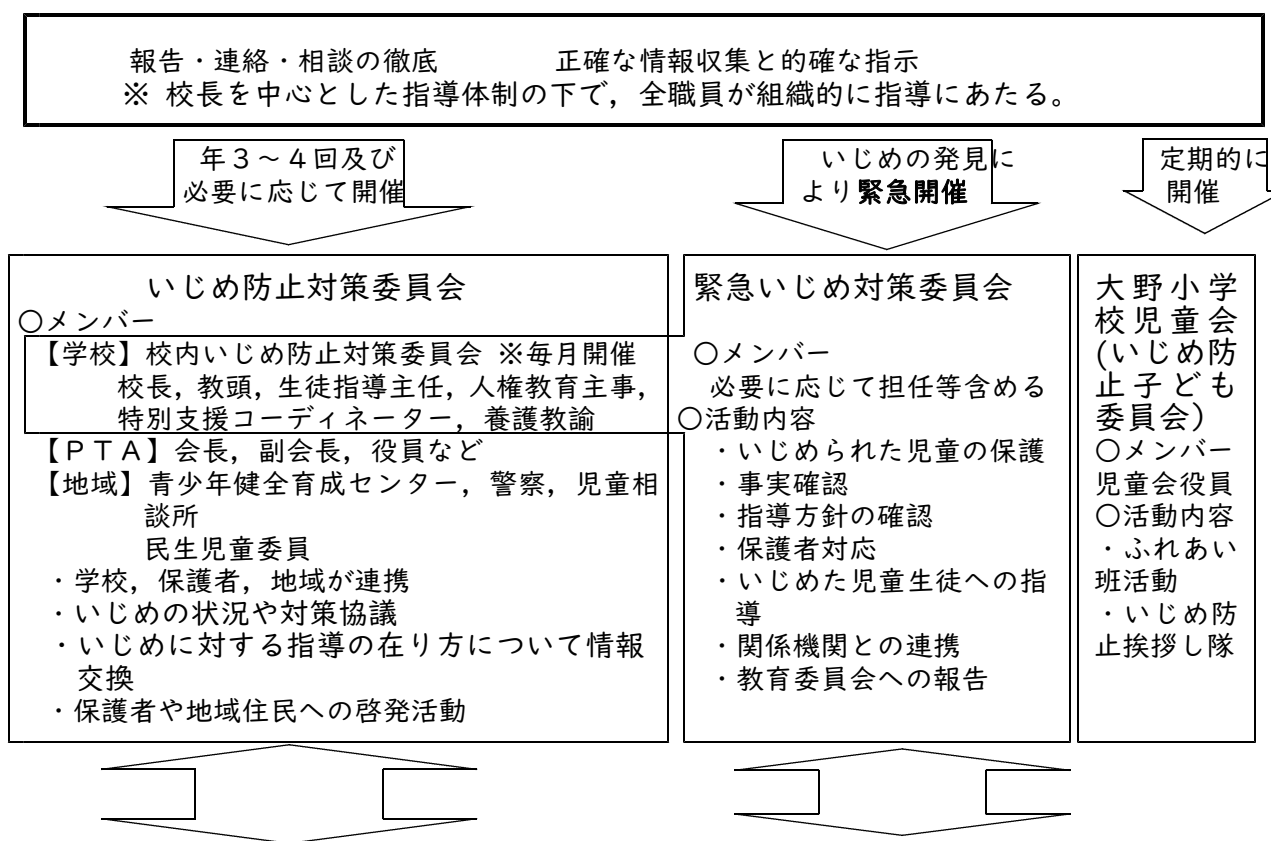 報告・連絡・相談の徹底　　　　正確な情報収集と的確な指示
※ 校長を中心とした指導体制の下で，全職員が組織的に指導にあたる。
年３～４回及び
必要に応じて開催
いじめの発見に
より緊急開催
定期的に
開催
いじめ防止対策委員会
○メンバー
【学校】校内いじめ防止対策委員会 ※毎月開催
校長，教頭，生徒指導主任，人権教育主事，
特別支援コーディネーター，養護教諭
【ＰＴＡ】会長，副会長，役員など
【地域】青少年健全育成センター，警察，児童相
談所
民生児童委員
・学校，保護者，地域が連携
・いじめの状況や対策協議
・いじめに対する指導の在り方について情報
交換
・保護者や地域住民への啓発活動
緊急いじめ対策委員会
○メンバー
必要に応じて担任等含める
○活動内容
・いじめられた児童の保護
・事実確認
・指導方針の確認
・保護者対応
・いじめた児童生徒への指
導
・関係機関との連携
・教育委員会への報告
大野小学
校児童会
(いじめ防
止子ども
委員会)
○メンバー
児童会役員
○活動内容
・ふれあい
班活動
・いじめ防
止挨拶し隊